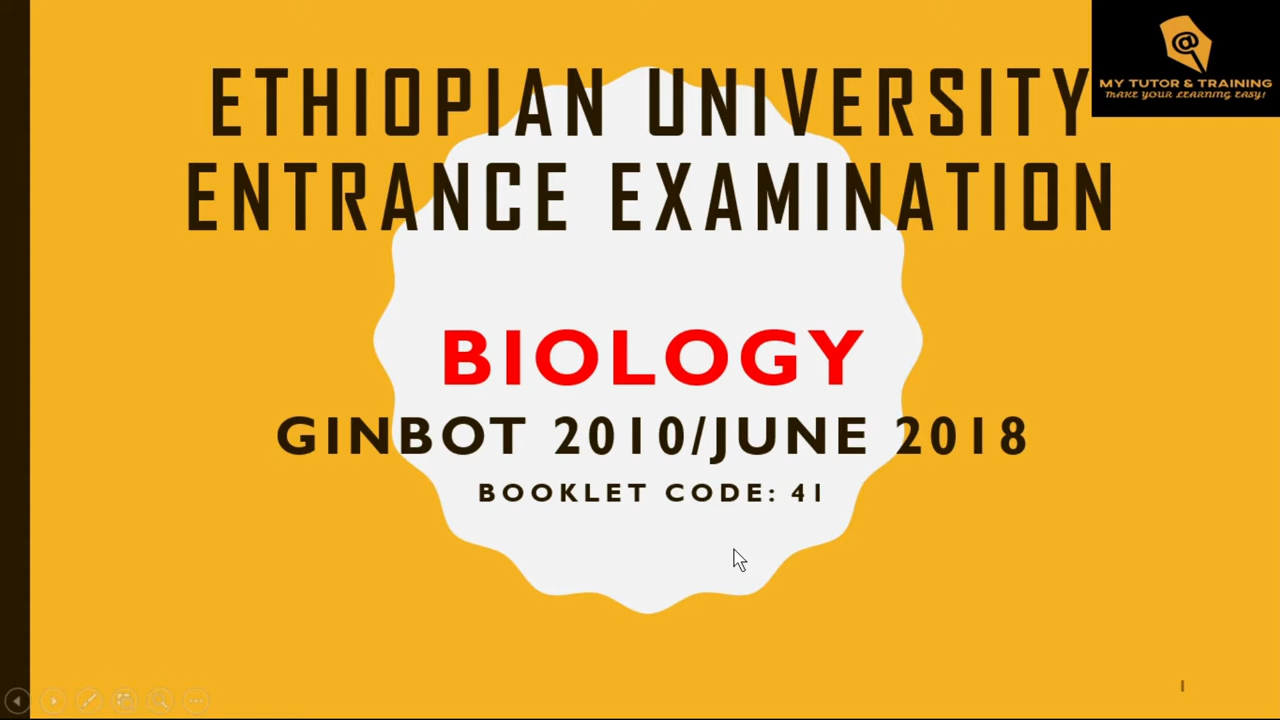 MY TUTOR & TRAINING
MAKE YOUR LEARNING EASY!
ETHIOPIAN UNIVERSITY
ENTRANCE EXAMINATION
BIOLOGY
GINBOT 2010/JUNE 2018
BOOKLET CODE: 41
1